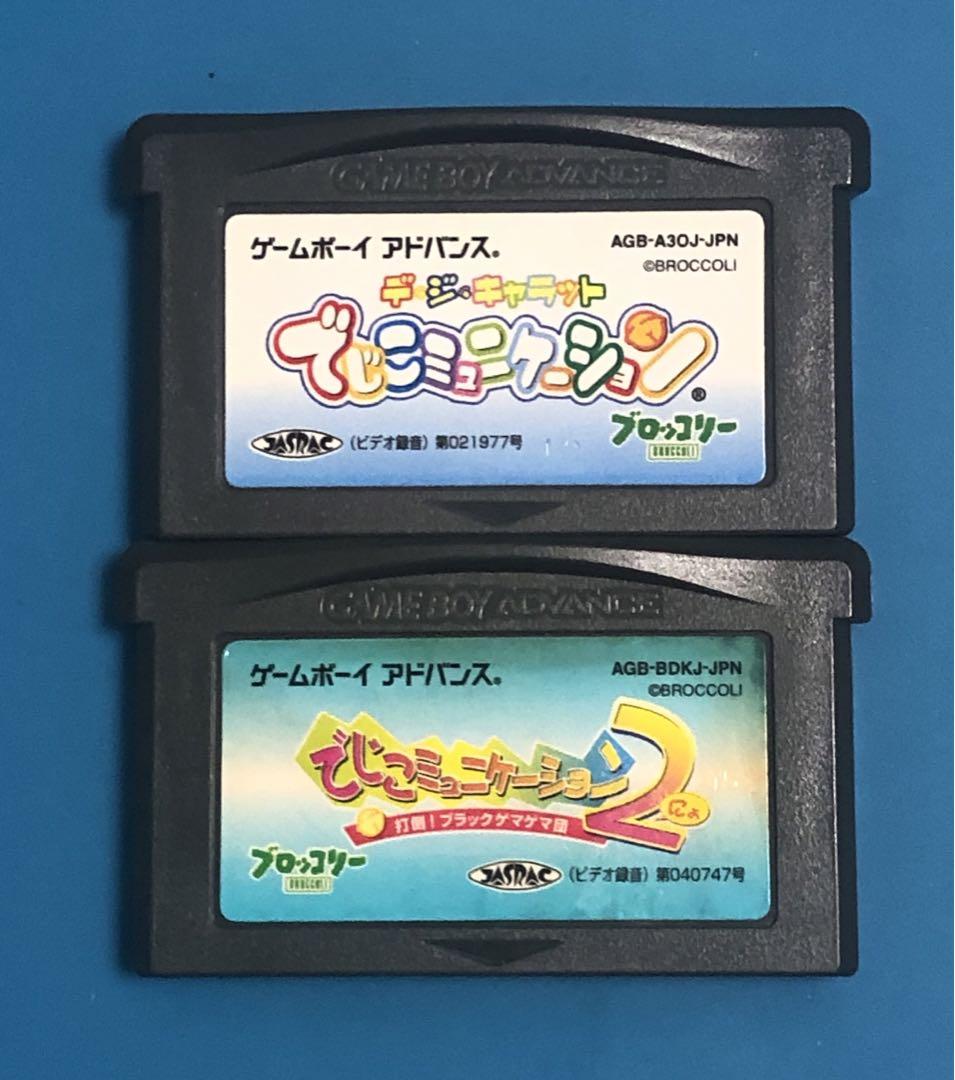 GAME BOY ADVANCE
ゲームボーイ アドバンス®
AGB-A3OJ-JPN
©BROCCOLI
デ・ジ・キャラット
でじこミュニケーション®
JASRAC (ビデオ録音) 第021977号
ブロッコリー
BROCCOLI
GAME BOY ADVANCE
ゲームボーイ アドバンス®
AGB-BDKJ-JPN
©BROCCOLI
でじこミュニケーション2
にょ
打倒!ブラックゲマゲマ団
ブロッコリー
BROCCOLI
JASRAC (ビデオ録音) 第040747号